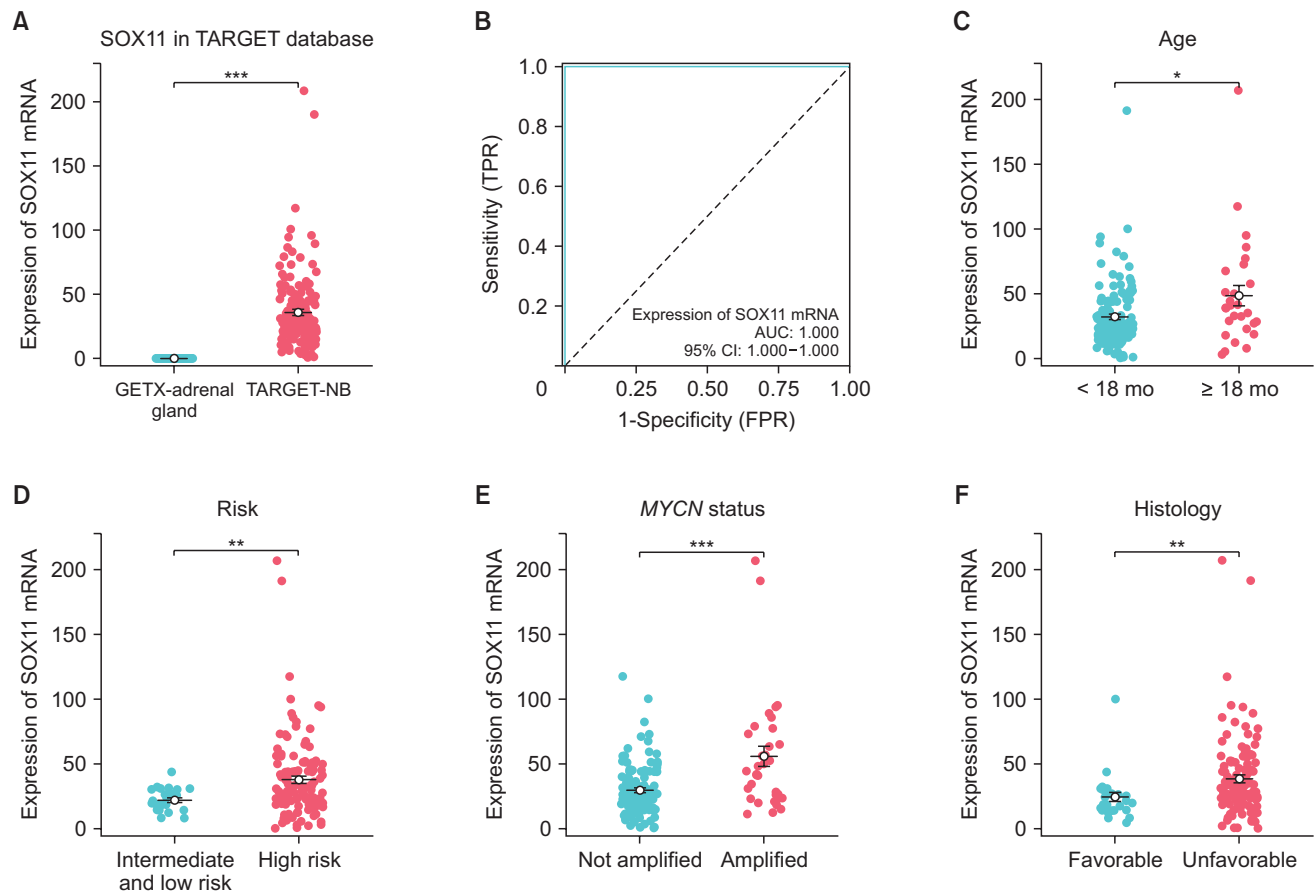 A
SOX11 in TARGET database
***
Expression of SOX11 mRNA
200
150
100
50
0
GETX-adrenal
gland
TARGET-NB
B
Sensitivity (TPR)
1.0
0.8
0.6
0.4
0.2
0
0.25
0.50
0.75
1.00
Expression of SOX11 mRNA
AUC: 1.000
95% CI: 1.000−1.000
1-Specificity (FPR)
C
Age
*
Expression of SOX11 mRNA
200
150
100
50
0
< 18 mo
≥ 18 mo
D
Risk
**
Expression of SOX11 mRNA
200
150
100
50
0
Intermediate
and low risk
High risk
E
MYCN status
***
Expression of SOX11 mRNA
200
150
100
50
0
Not amplified
Amplified
F
Histology
**
Expression of SOX11 mRNA
200
150
100
50
0
Favorable
Unfavorable